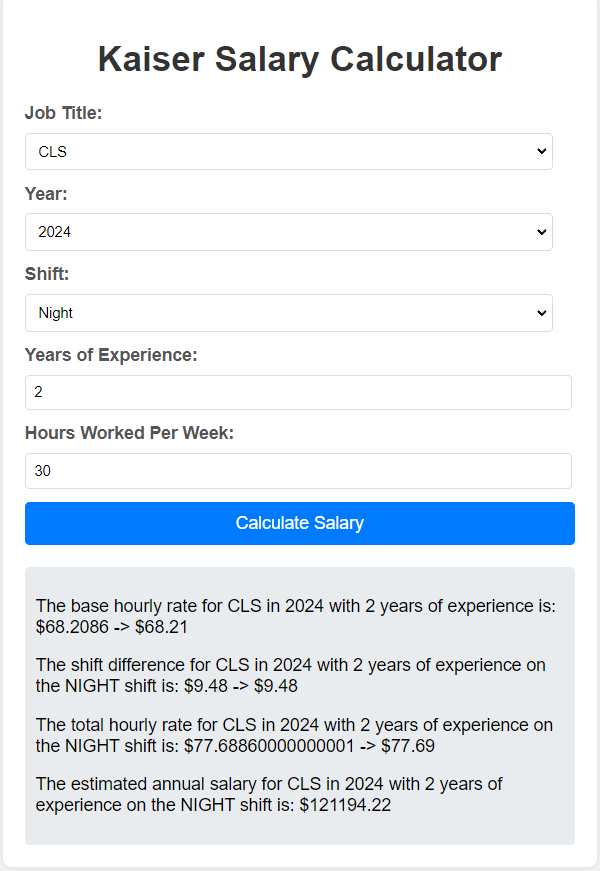 Kaiser Salary Calculator
Job Title:
CLS
Year:
2024
Shift:
Night
Years of Experience:
2
Hours Worked Per Week:
30
Calculate Salary
The base hourly rate for CLS in 2024 with 2 years of experience is:
$68.2086 -> $68.21
The shift difference for CLS in 2024 with 2 years of experience on
the NIGHT shift is: $9.48 -> $9.48
The total hourly rate for CLS in 2024 with 2 years of experience on
the NIGHT shift is: $77.68860000000001 -> $77.69
The estimated annual salary for CLS in 2024 with 2 years of
experience on the NIGHT shift is: $121194.22